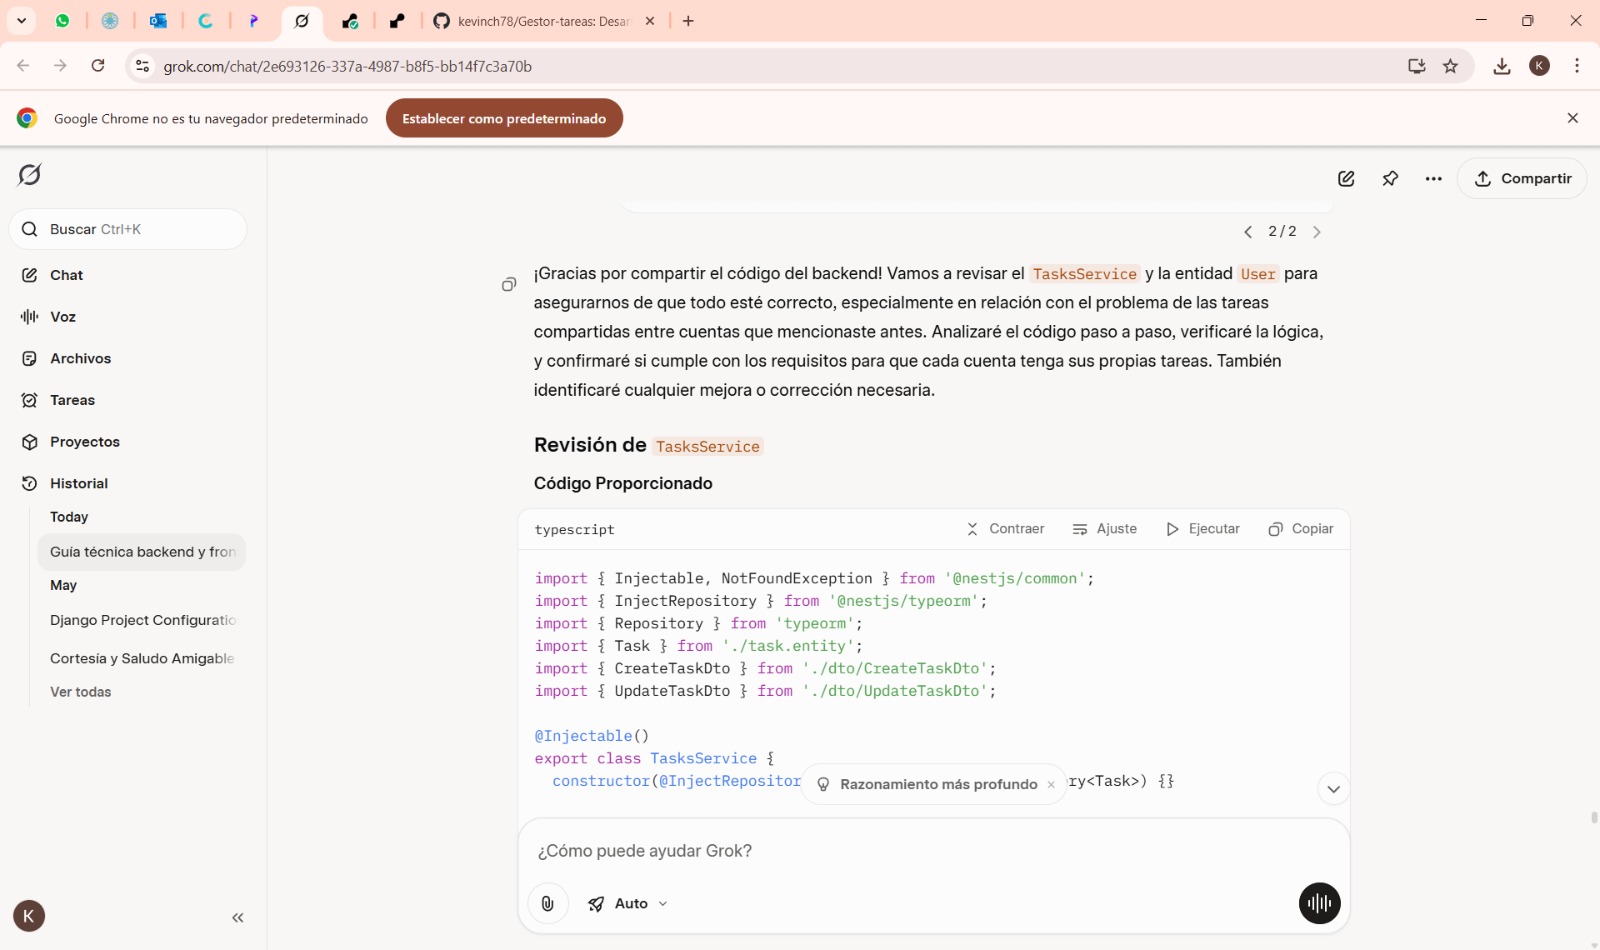 kevinch78/Gestor-tareas: Desar
grok.com/chat/2e693126-337a-4987-b8f5-bb14f7c3a70b
K
Google Chrome no es tu navegador predeterminado
Establecer como predeterminado
Compartir
Buscar Ctrl+K
Chat
Voz
Archivos
Tareas
Proyectos
Historial
Today
Guía técnica backend y fron
May
Django Project Configuratio
Cortesía y Saludo Amigable
Ver todas
K
2 / 2
¡Gracias por compartir el código del backend! Vamos a revisar el TasksService y la entidad User para
asegurarnos de que todo esté correcto, especialmente en relación con el problema de las tareas
compartidas entre cuentas que mencionaste antes. Analizaré el código paso a paso, verificaré la lógica,
y confirmaré si cumple con los requisitos para que cada cuenta tenga sus propias tareas. También
identificaré cualquier mejora o corrección necesaria.
Revisión de TasksService
Código Proporcionado
typescript
Contraer
Ajuste
Ejecutar
Copiar
import { Injectable, NotFoundException } from '@nestjs/common';
import { InjectRepository } from '@nestjs/typeorm';
import { Repository } from 'typeorm';
import { Task } from './task.entity';
import { CreateTaskDto } from './dto/CreateTaskDto';
import { UpdateTaskDto } from './dto/UpdateTaskDto';
@Injectable()
export class TasksService {
constructor(@InjectRepositor
ry<Task>) {}
Razonamiento más profundo
¿Cómo puede ayudar Grok?
Auto